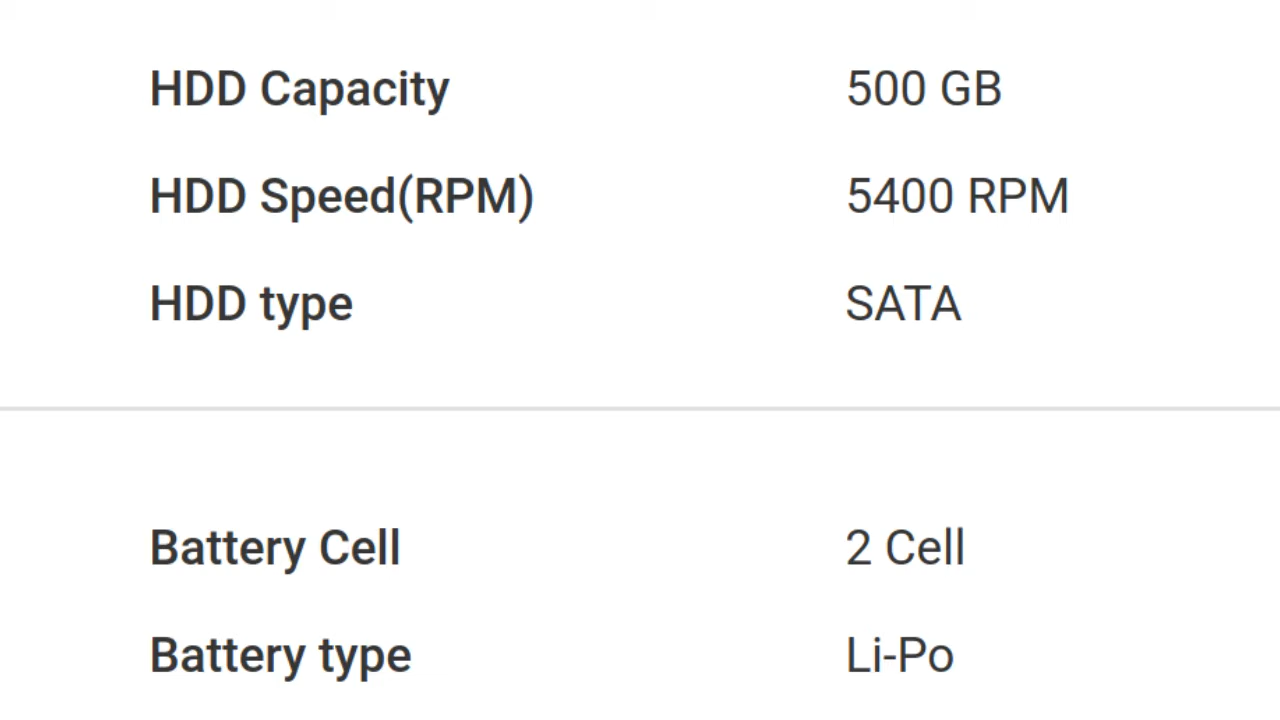 HDD Capacity 500 GB
HDD Speed(RPM) 5400 RPM
HDD type SATA
Battery Cell 2 Cell
Battery type Li-Po